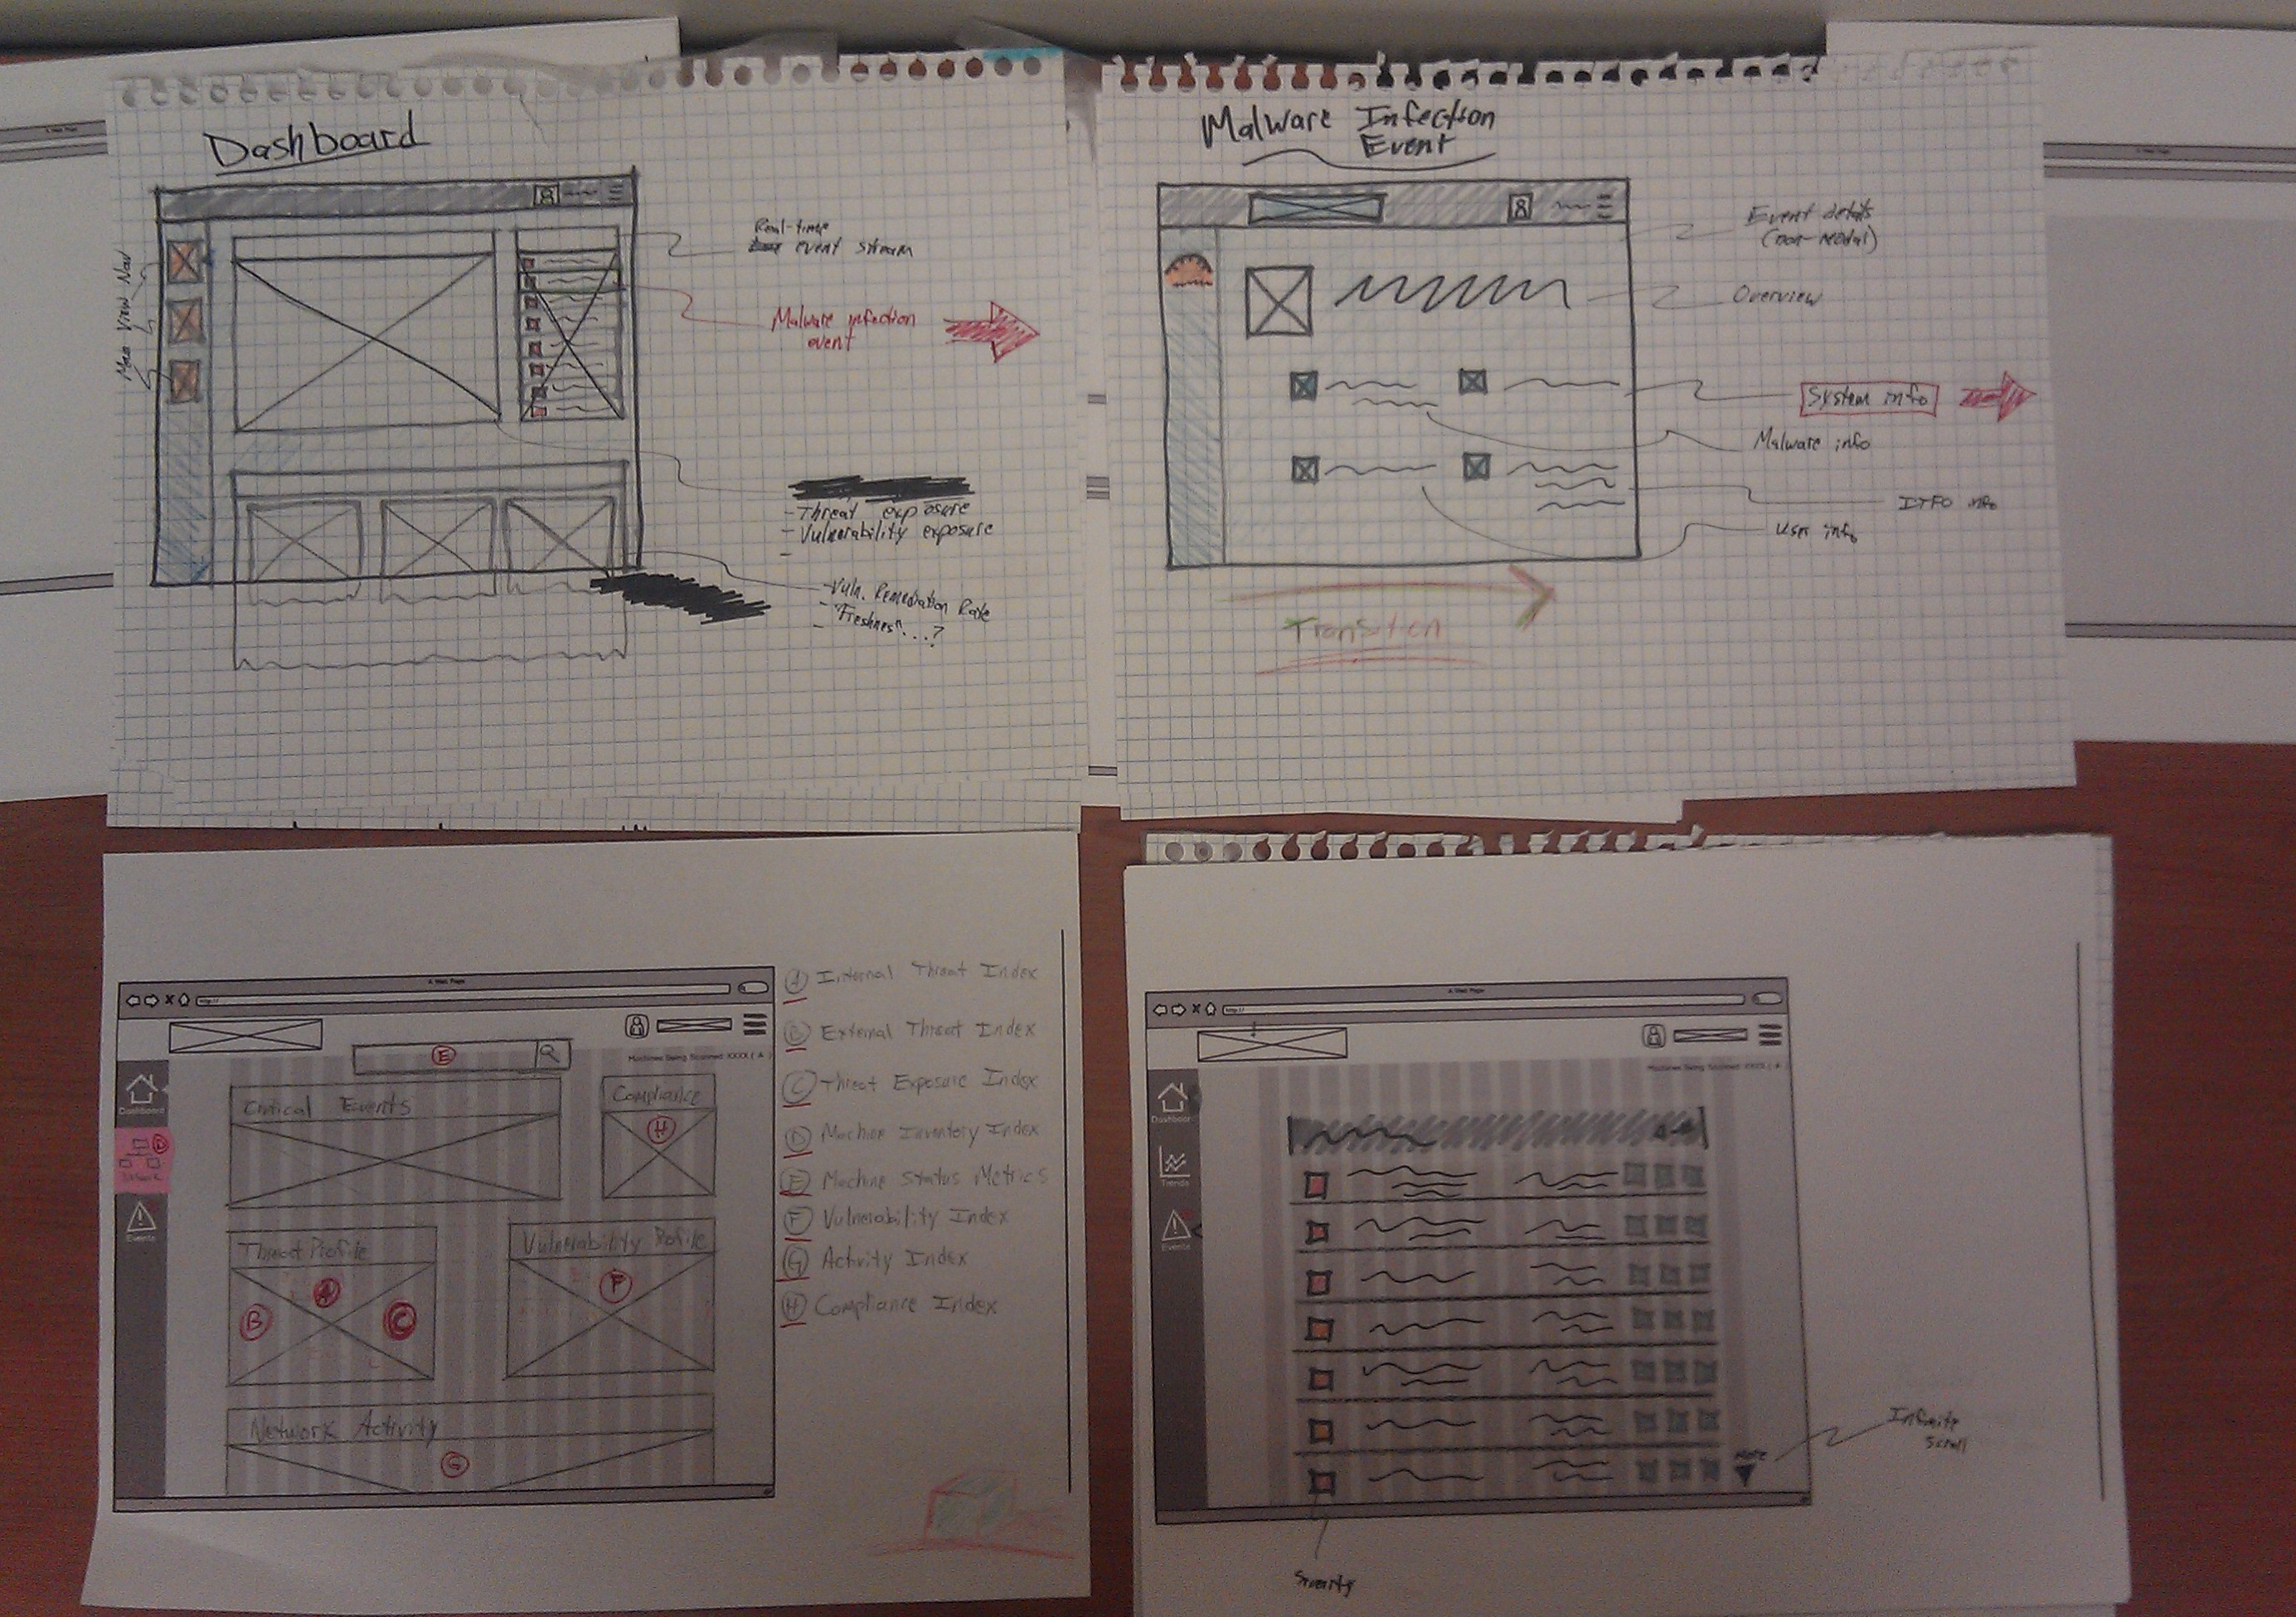 Dashboard
Main View Nav
Real-time
event stream
Malware infection
event
- Threat exposure
- Vulnerability exposure
-
- Vuln. Remediation Rate
- "Freshness"...?
-
Malware Infection
Event
Event details
(non-modal)
Overview
System info
Malware info
ITFO info
User info
Transition
A Web Page
http://
E
Machines Being Scanned: XXXX ( A )
Dashboard
D
Network
Events
Critical Events
Compliance
H
Threat Profile
A
B
C
Vulnerability Profile
F
Network Activity
G
A Internal Threat Index
B External Threat Index
C Threat Exposure Index
D Machine Inventory Index
E Machine Status Metrics
F Vulnerability Index
G Activity Index
H Compliance Index
A Web Page
http://
Machines Being Scanned: XXXX ( A )
Dashboard
Trends
Events
More
Infinite
Scroll
Severity